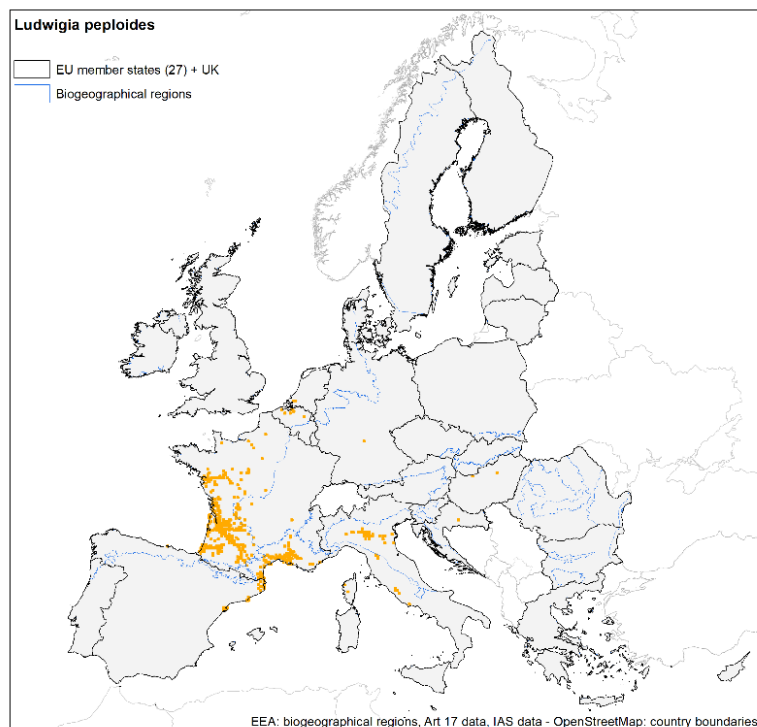 Ludwigia peploides
EU member states (27) + UK
Biogeographical regions
EEA: biogeographical regions, Art 17 data, IAS data - OpenStreetMap: country boundaries